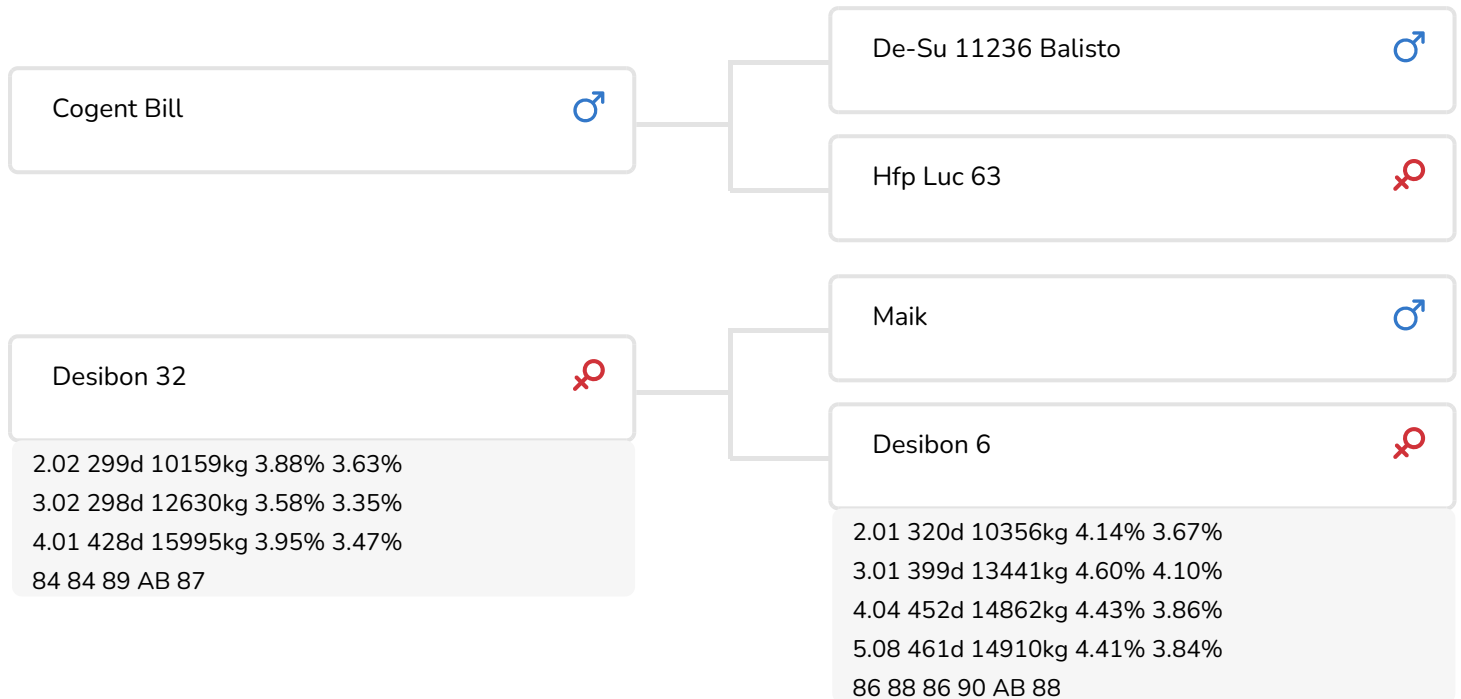 De-Su 11236 Balisto
Cogent Bill
Hfp Luc 63
Maik
Desibon 32
Desibon 6
2.02 299d 10159kg 3.88% 3.63%
3.02 298d 12630kg 3.58% 3.35%
4.01 428d 15995kg 3.95% 3.47%
84 84 89 AB 87
2.01 320d 10356kg 4.14% 3.67%
3.01 399d 13441kg 4.60% 4.10%
4.04 452d 14862kg 4.43% 3.86%
5.08 461d 14910kg 4.41% 3.84%
86 88 86 90 AB 88